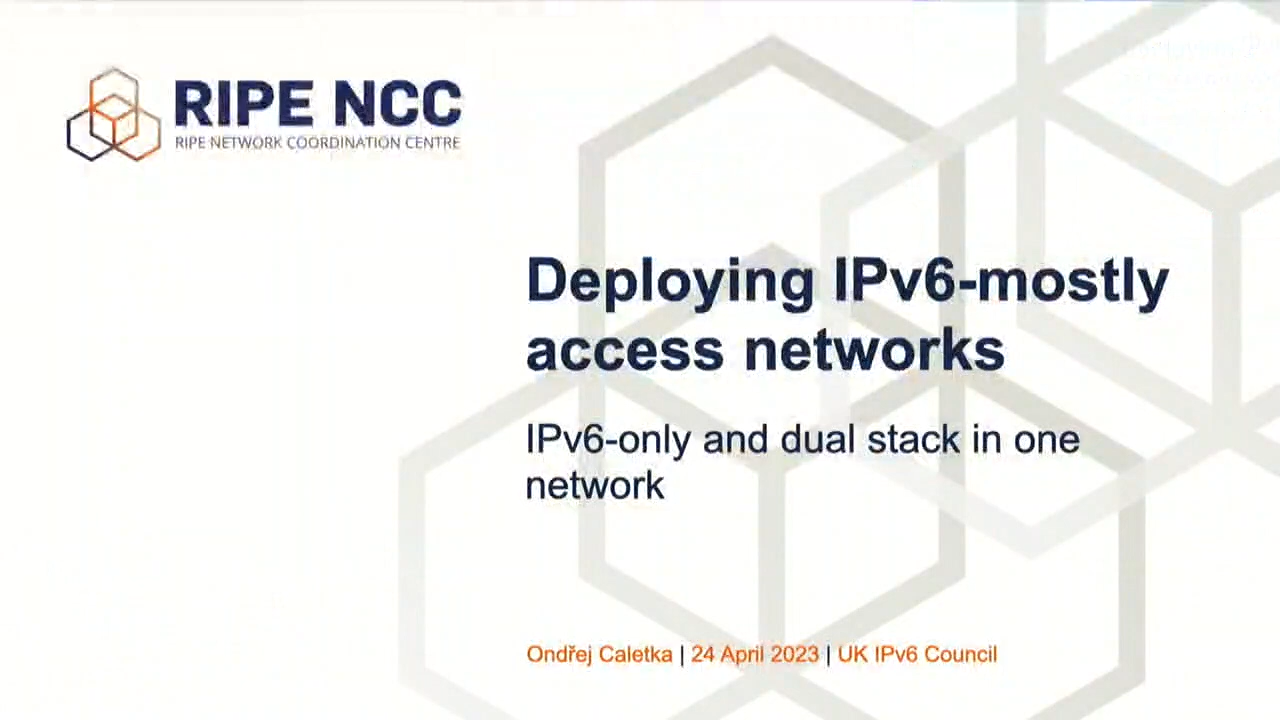 RIPE NCC
RIPE NETWORK COORDINATION CENTRE
Deploying IPv6-mostly
access networks
IPv6-only and dual stack in one
network
Ondřej Caletka | 24 April 2023 | UK IPv6 Council